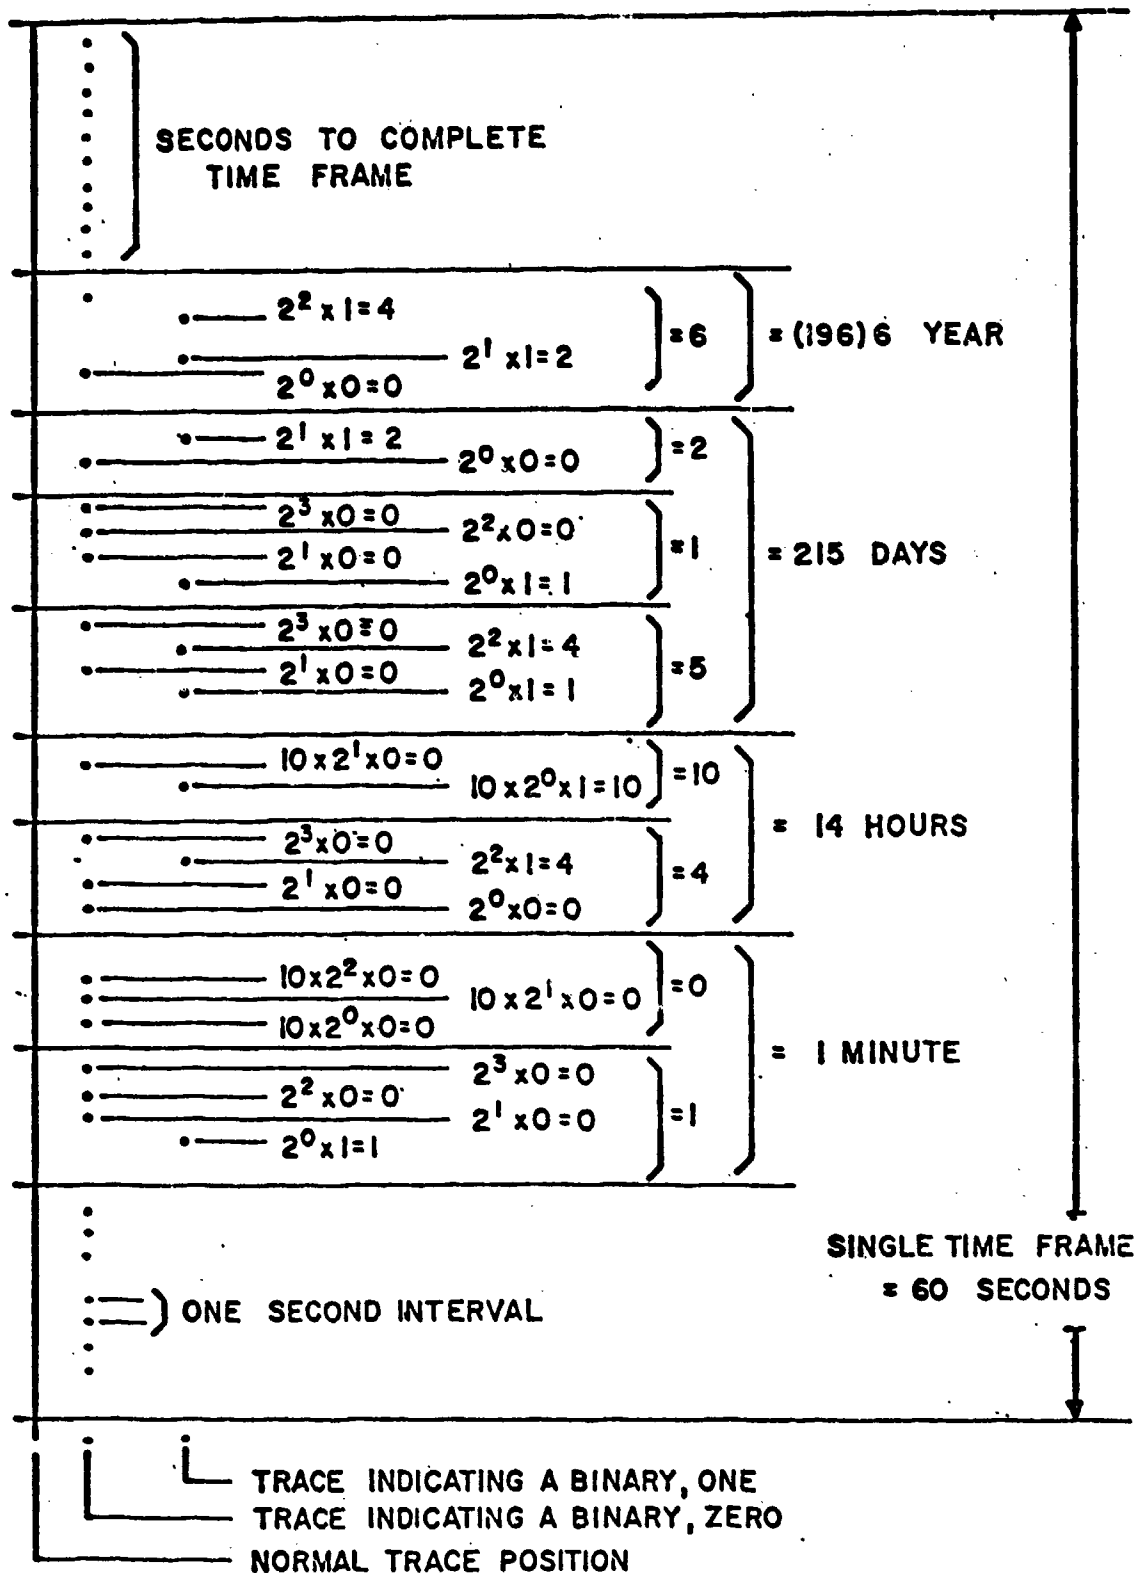 SECONDS TO COMPLETE
TIME FRAME
2² x 1 = 4
2¹ x 1 = 2
2⁰ x 0 = 0
= 6
= (196) 6 YEAR
2¹ x 1 = 2
2⁰ x 0 = 0
= 2
2³ x 0 = 0
2² x 0 = 0
2¹ x 0 = 0
2⁰ x 1 = 1
= 1
= 215 DAYS
2³ x 0 = 0
2² x 1 = 4
2¹ x 0 = 0
2⁰ x 1 = 1
= 5
10 x 2¹ x 0 = 0
10 x 2⁰ x 1 = 10
= 10
= 14 HOURS
2³ x 0 = 0
2² x 1 = 4
2¹ x 0 = 0
2⁰ x 0 = 0
= 4
10 x 2² x 0 = 0
10 x 2¹ x 0 = 0
10 x 2⁰ x 0 = 0
= 0
= 1 MINUTE
2³ x 0 = 0
2² x 0 = 0
2¹ x 0 = 0
2⁰ x 1 = 1
= 1
SINGLE TIME FRAME
= 60 SECONDS
ONE SECOND INTERVAL
TRACE INDICATING A BINARY, ONE
TRACE INDICATING A BINARY, ZERO
NORMAL TRACE POSITION